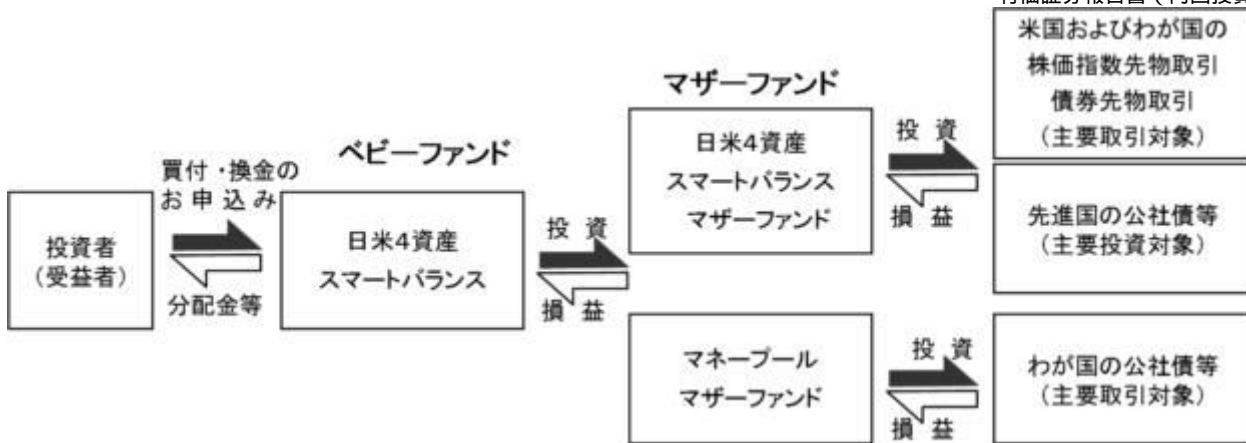 米国およびわが国の
株価指数先物取引
債券先物取引
(主要取引対象)
マザーファンド
日米4資産
スマートバランス
マザーファンド
投 資
損 益
ベビーファンド
買付・換金の
お申込み
投資者
(受益者)
分配金等
日米4資産
スマートバランス
投 資
損 益
先進国の公社債等
(主要投資対象)
マネープール
マザーファンド
投 資
損 益
わが国の公社債等
(主要取引対象)